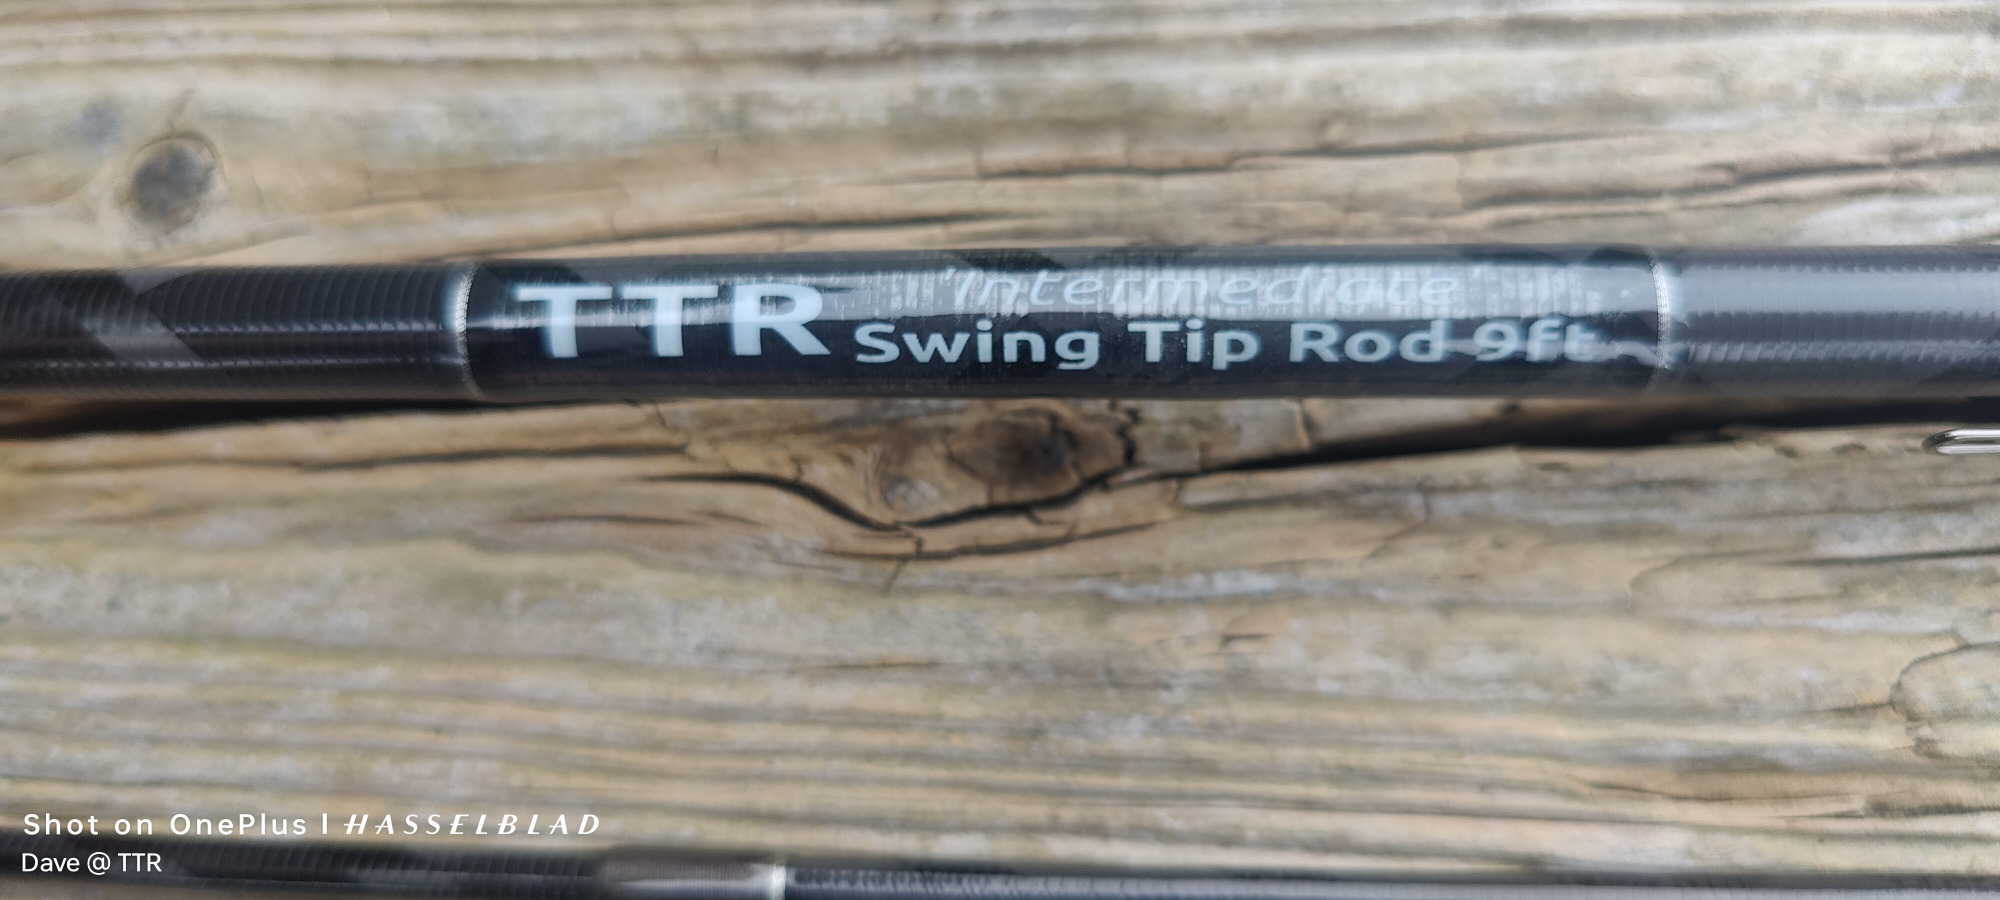 'Intermediate'
TTR Swing Tip Rod 9ft
Shot on OnePlus | HASSELBLAD
Dave @ TTR